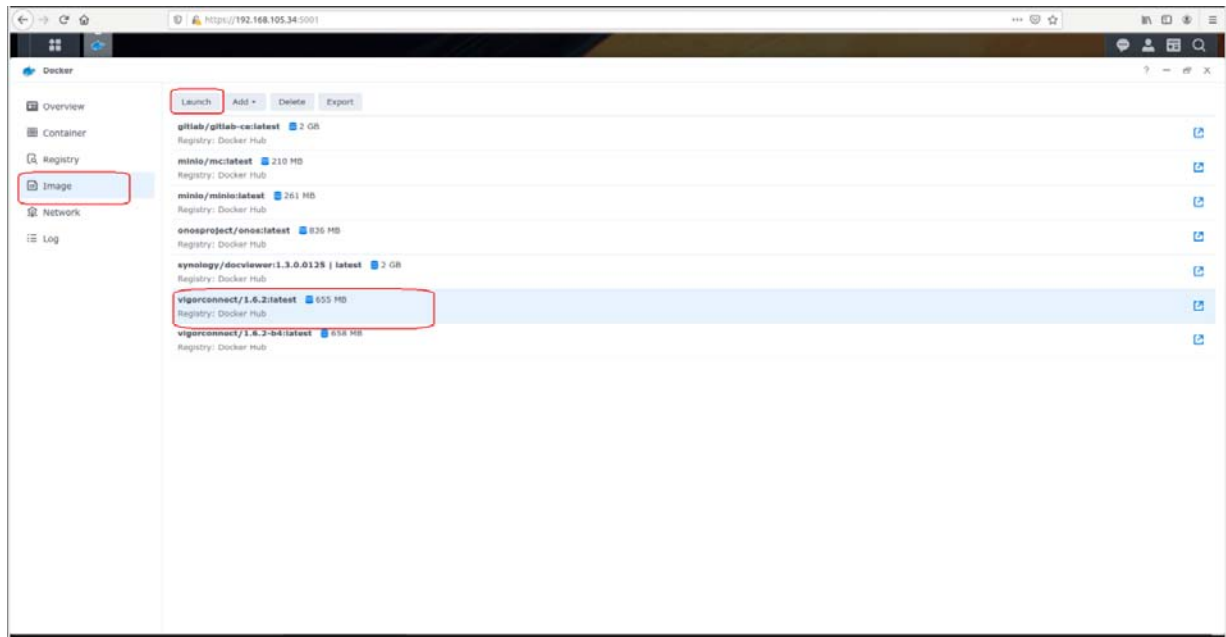 https://192.168.105.34:5001
Docker
Overview
Container
Registry
Image
Network
Log
Launch Add Delete Export
gitlab/gitlab-ce:latest 2 GB
Registry: Docker Hub
minio/mc:latest 210 MB
Registry: Docker Hub
minio/minio:latest 261 MB
Registry: Docker Hub
onosproject/onos:latest 836 MB
Registry: Docker Hub
synology/docviewer:1.3.0.0125 | latest 2 GB
Registry: Docker Hub
vigorconnect/1.6.2:latest 655 MB
Registry: Docker Hub
vigorconnect/1.6.2-b4:latest 658 MB
Registry: Docker Hub